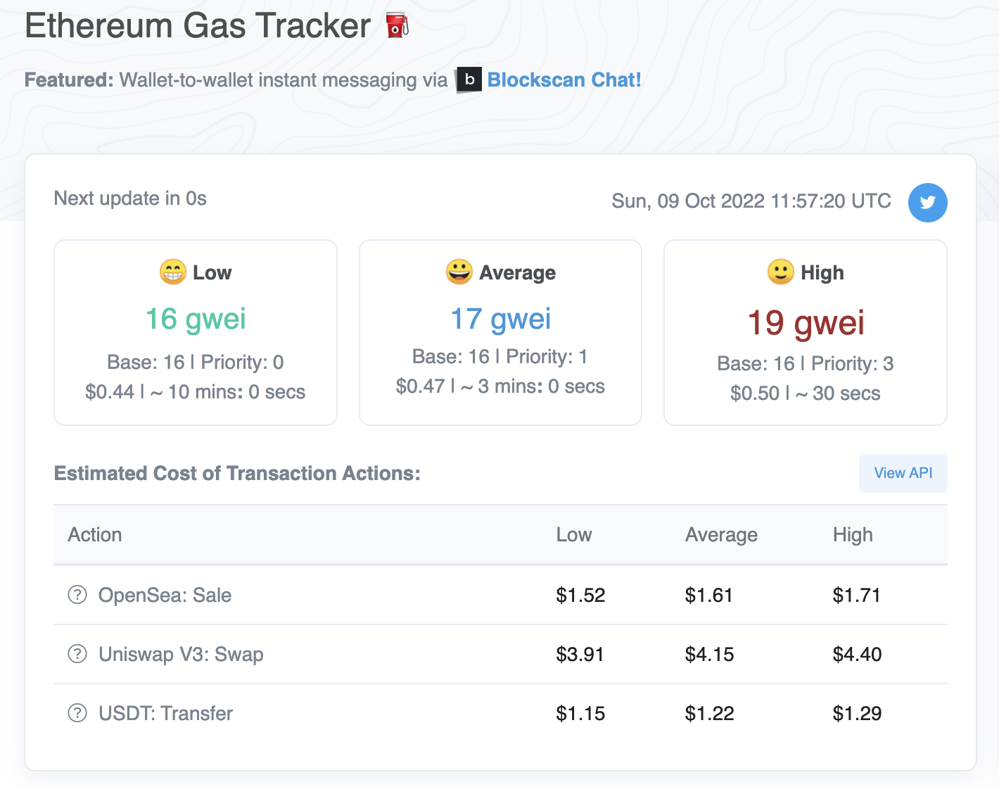 Ethereum Gas Tracker
Featured: Wallet-to-wallet instant messaging via b Blockscan Chat!
Next update in 0s
Sun, 09 Oct 2022 11:57:20 UTC
😁 Low
16 gwei
Base: 16 | Priority: 0
$0.44 | ~ 10 mins: 0 secs
😀 Average
17 gwei
Base: 16 | Priority: 1
$0.47 | ~ 3 mins: 0 secs
🙂 High
19 gwei
Base: 16 | Priority: 3
$0.50 | ~ 30 secs
Estimated Cost of Transaction Actions:
View API
Action Low Average High
? OpenSea: Sale $1.52 $1.61 $1.71
? Uniswap V3: Swap $3.91 $4.15 $4.40
? USDT: Transfer $1.15 $1.22 $1.29